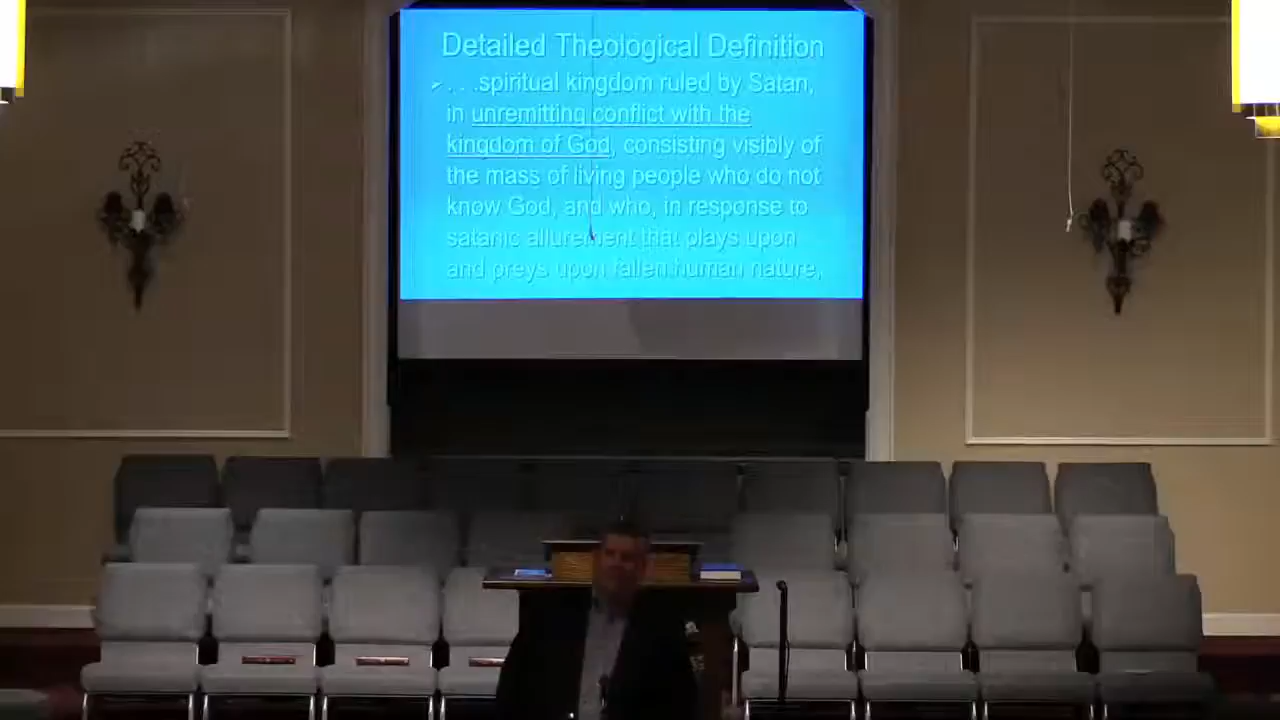 Detailed Theological Definition
. . .spiritual kingdom ruled by Satan,
in unremitting conflict with the
kingdom of God, consisting visibly of
the mass of living people who do not
know God, and who, in response to
satanic allurement that plays upon
and preys upon fallen human nature,